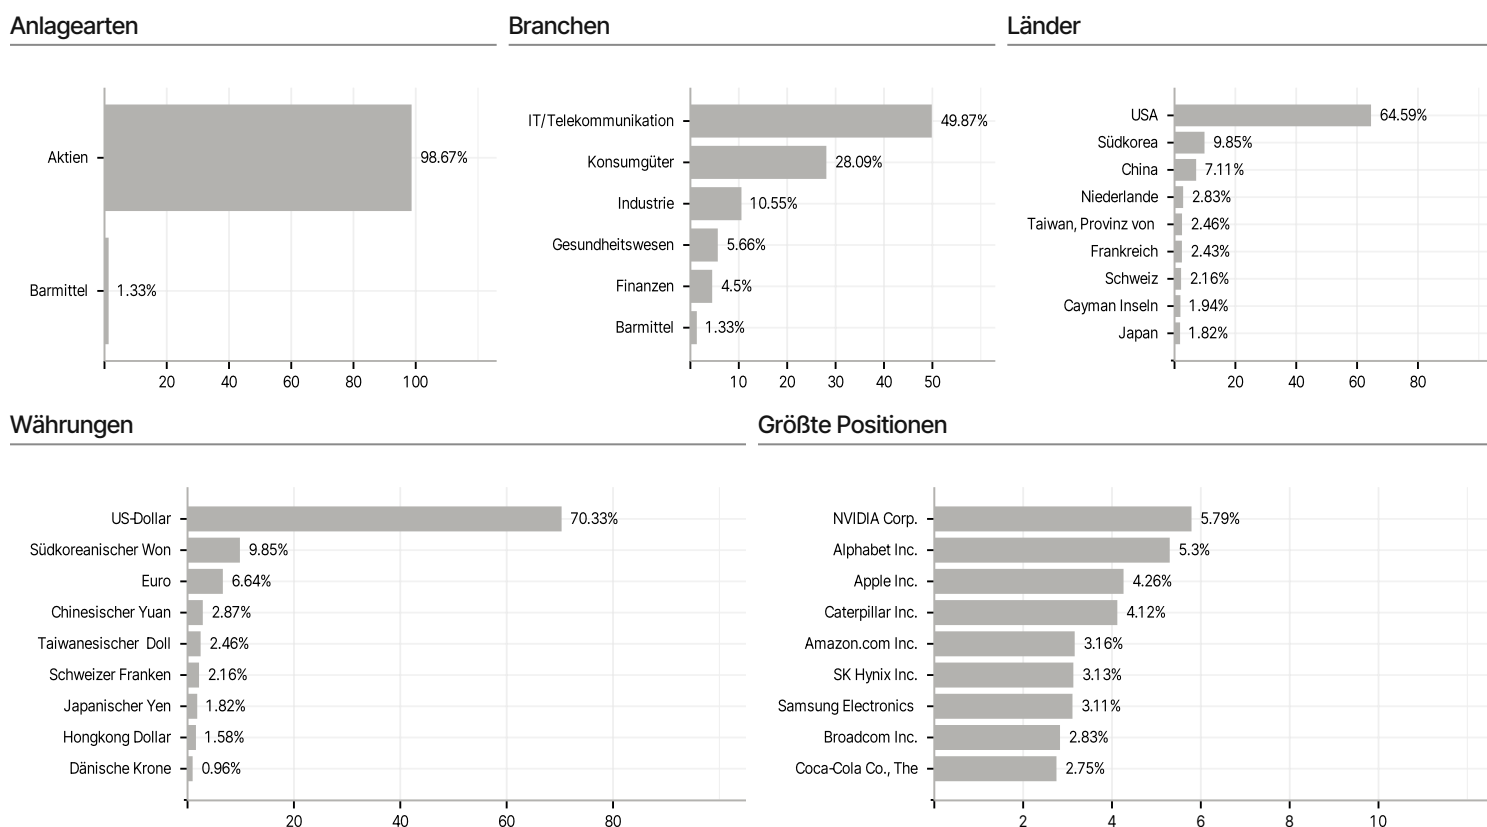 Anlagearten
Aktien 98.67%
Barmittel 1.33%
20 40 60 80 100
Branchen
IT/Telekommunikation 49.87%
Konsumgüter 28.09%
Industrie 10.55%
Gesundheitswesen 5.66%
Finanzen 4.5%
Barmittel 1.33%
10 20 30 40 50
Länder
USA 64.59%
Südkorea 9.85%
China 7.11%
Niederlande 2.83%
Taiwan, Provinz von 2.46%
Frankreich 2.43%
Schweiz 2.16%
Cayman Inseln 1.94%
Japan 1.82%
20 40 60 80
Währungen
US-Dollar 70.33%
Südkoreanischer Won 9.85%
Euro 6.64%
Chinesischer Yuan 2.87%
Taiwanesischer Doll 2.46%
Schweizer Franken 2.16%
Japanischer Yen 1.82%
Hongkong Dollar 1.58%
Dänische Krone 0.96%
20 40 60 80
Größte Positionen
NVIDIA Corp. 5.79%
Alphabet Inc. 5.3%
Apple Inc. 4.26%
Caterpillar Inc. 4.12%
Amazon.com Inc. 3.16%
SK Hynix Inc. 3.13%
Samsung Electronics 3.11%
Broadcom Inc. 2.83%
Coca-Cola Co., The 2.75%
2 4 6 8 10